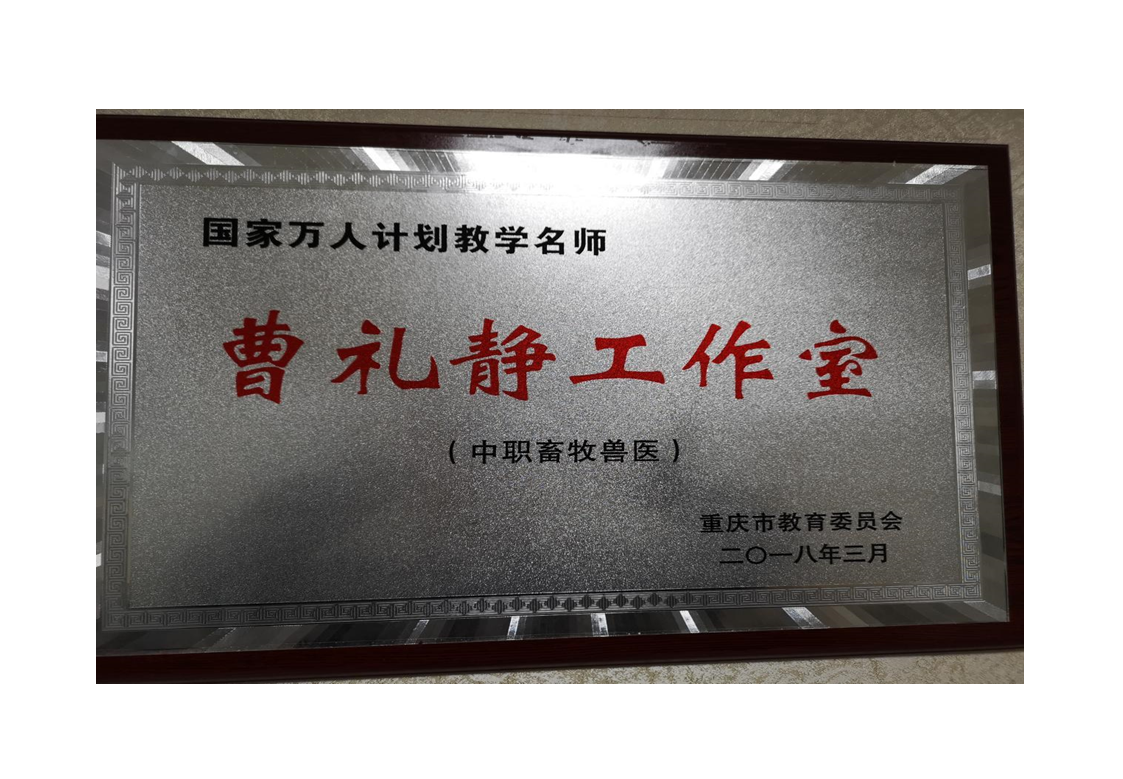 国家万人计划教学名师
曹礼静工作室
（中职畜牧兽医）
重庆市教育委员会
二〇一八年三月